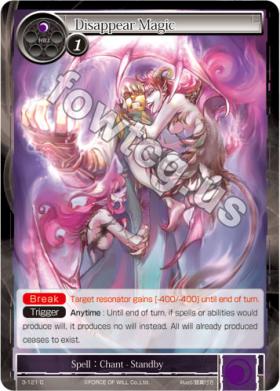 Disappear Magic
WILL
1
fowtcg.us
Break Target resonator gains [-400/-400] until end of turn.
Trigger Anytime : Until end of turn, if spells or abilities would
produce will, it produces no will instead. All will already produced
ceases to exist.
Spell : Chant - Standby
3-121 C
©FORCE OF WILL Co.,Ltd.